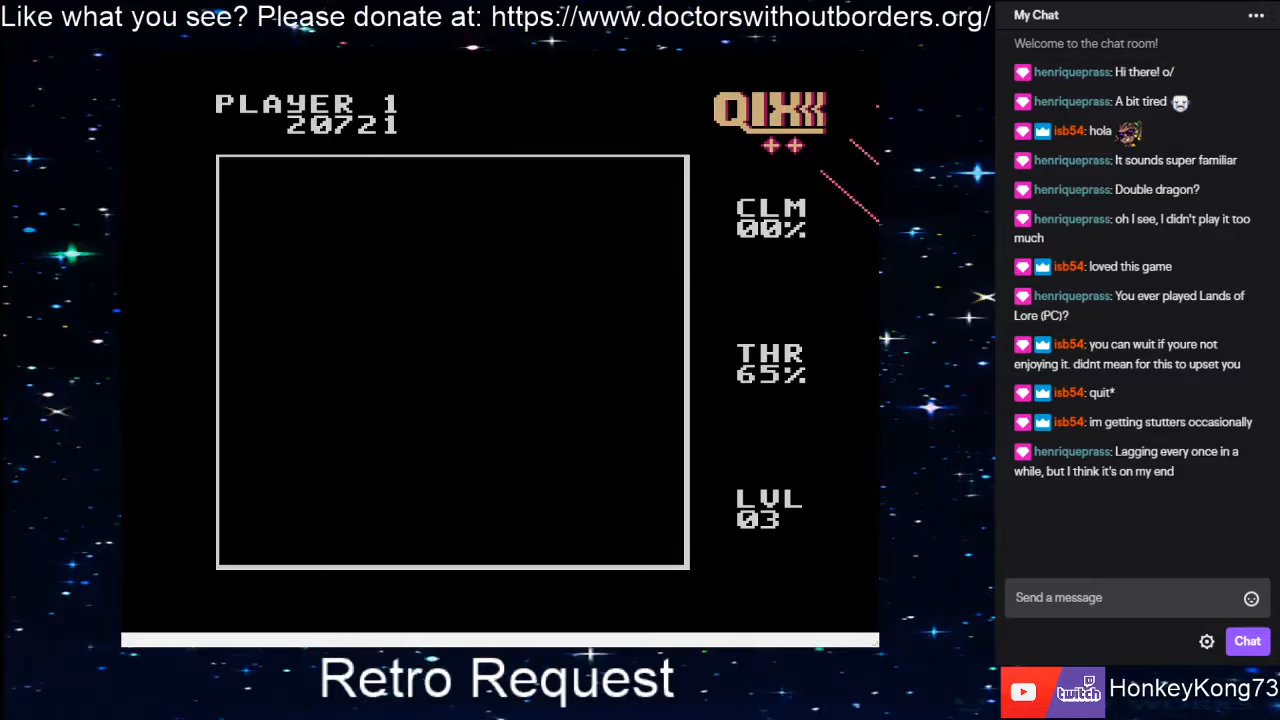 Like what you see? Please donate at: https://www.doctorswithoutborders.org/
My Chat
Welcome to the chat room!
henriqueprass: Hi there! o/
henriqueprass: A bit tired
isb54: hola
henriqueprass: It sounds super familiar
henriqueprass: Double dragon?
henriqueprass: oh I see, I didn't play it too
much
isb54: loved this game
henriqueprass: You ever played Lands of
Lore (PC)?
isb54: you can wuit if youre not
enjoying it. didnt mean for this to upset you
isb54: quit*
isb54: im getting stutters occasionally
henriqueprass: Lagging every once in a
while, but I think it's on my end
Send a message
Chat
PLAYER 1
20721
QIX
CLM
00%
THR
65%
LVL
03
Retro Request
twitch
HonkeyKong73